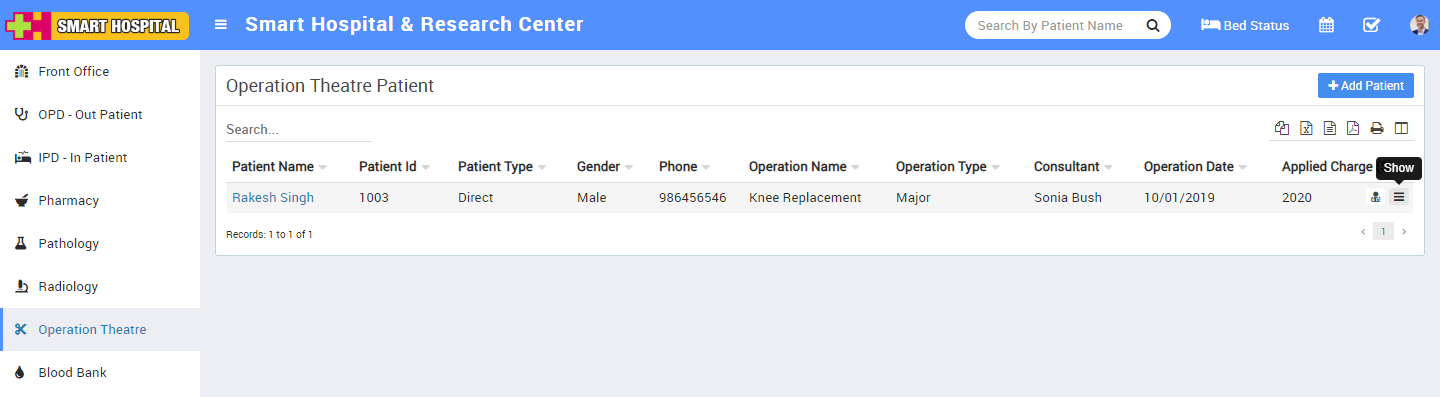 SMART HOSPITAL
Smart Hospital & Research Center
Search By Patient Name
Bed Status
Front Office
OPD - Out Patient
IPD - In Patient
Pharmacy
Pathology
Radiology
Operation Theatre
Blood Bank
Operation Theatre Patient
Add Patient
Search...
Patient Name Patient Id Patient Type Gender Phone Operation Name Operation Type Consultant Operation Date Applied Charge
Show
Rakesh Singh 1003 Direct Male 986456546 Knee Replacement Major Sonia Bush 10/01/2019 2020
Records: 1 to 1 of 1
1